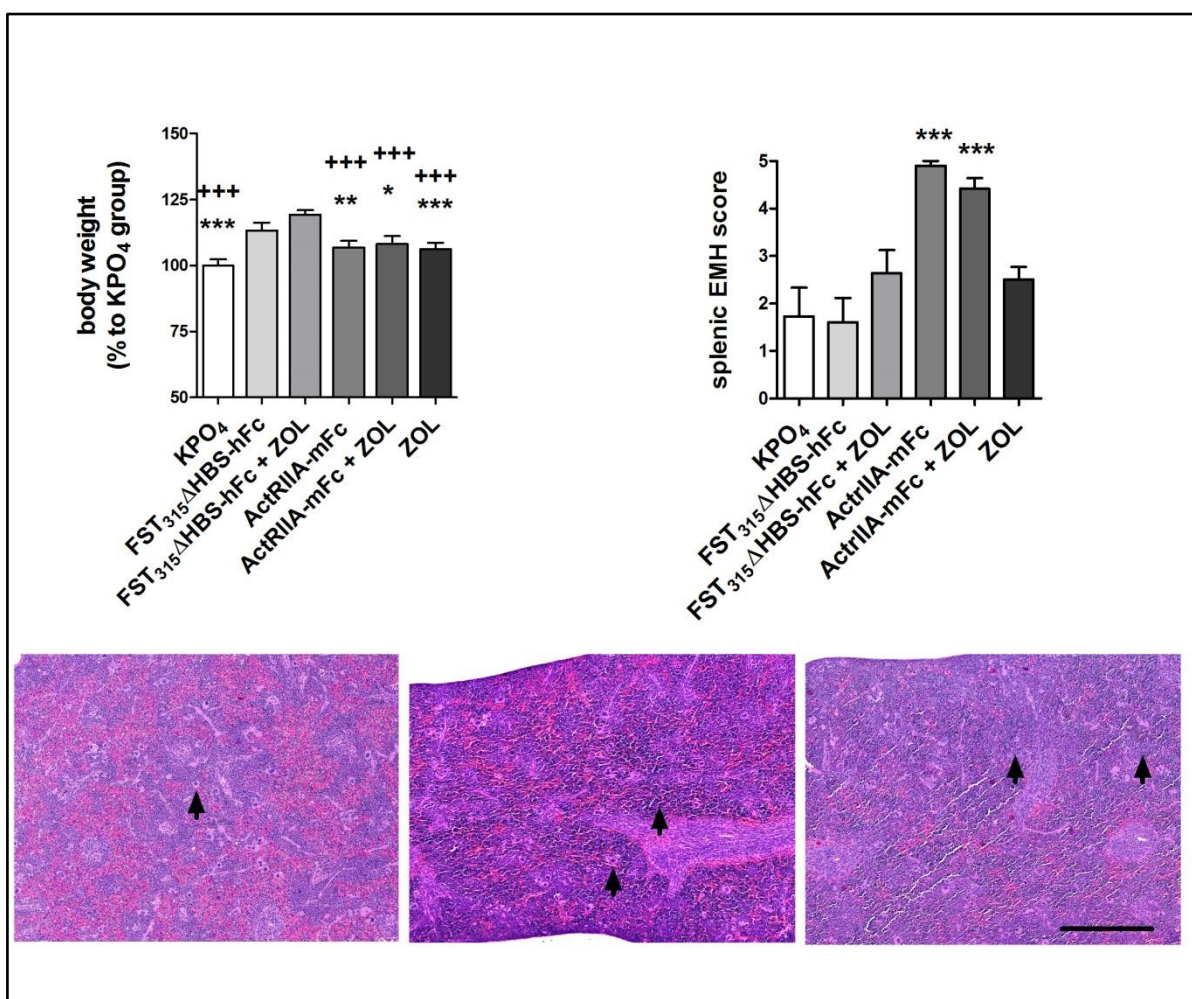 body weight
(% to KPO₄ group)
150
125
100
75
50
+++
***
+++
**
+++
*
+++
***
KPO₄
FST₃₁₅ΔHBS-hFc
FST₃₁₅ΔHBS-hFc + ZOL
ActRIIA-mFc
ActRIIA-mFc + ZOL
ZOL
splenic EMH score
5
4
3
2
1
0
***
***
KPO₄
FST₃₁₅ΔHBS-hFc
FST₃₁₅ΔHBS-hFc + ZOL
ActrIIA-mFc
ActrIIA-mFc + ZOL
ZOL